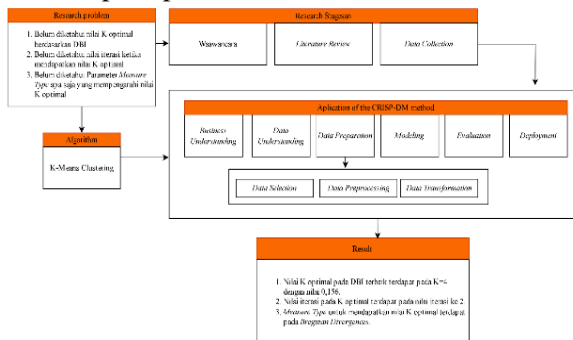 Research problem
1. Belum diketahui nilai K optimal
berdasarkan DBI
2. Belum diketahui nilai iterasi ketika
mendapatkan nilai K optimal
3. Belum diketahui Parameter Measure
Type apa saja yang mempengaruhi nilai
K optimal
Research Stagesan
Wawancara
Literature Review
Data Collection
Algorithm
K-Means Clustering
Aplication of the CRISP-DM method
Business
Understanding
Data
Understanding
Data Preparation
Modeling
Evaluation
Deployment
Data Selection
Data Preprocessing
Data Transformation
Result
1. Nilai K optimal pada DBI terbaik terdapat pada K=4
dengan nilai 0,156.
2. Nilai iterasi pada K optimal terdapat pada nilai iterasi ke 2
3. Measure Type untuk mendapatkan nilai K optimal terdapat
pada Bregman Divergences.